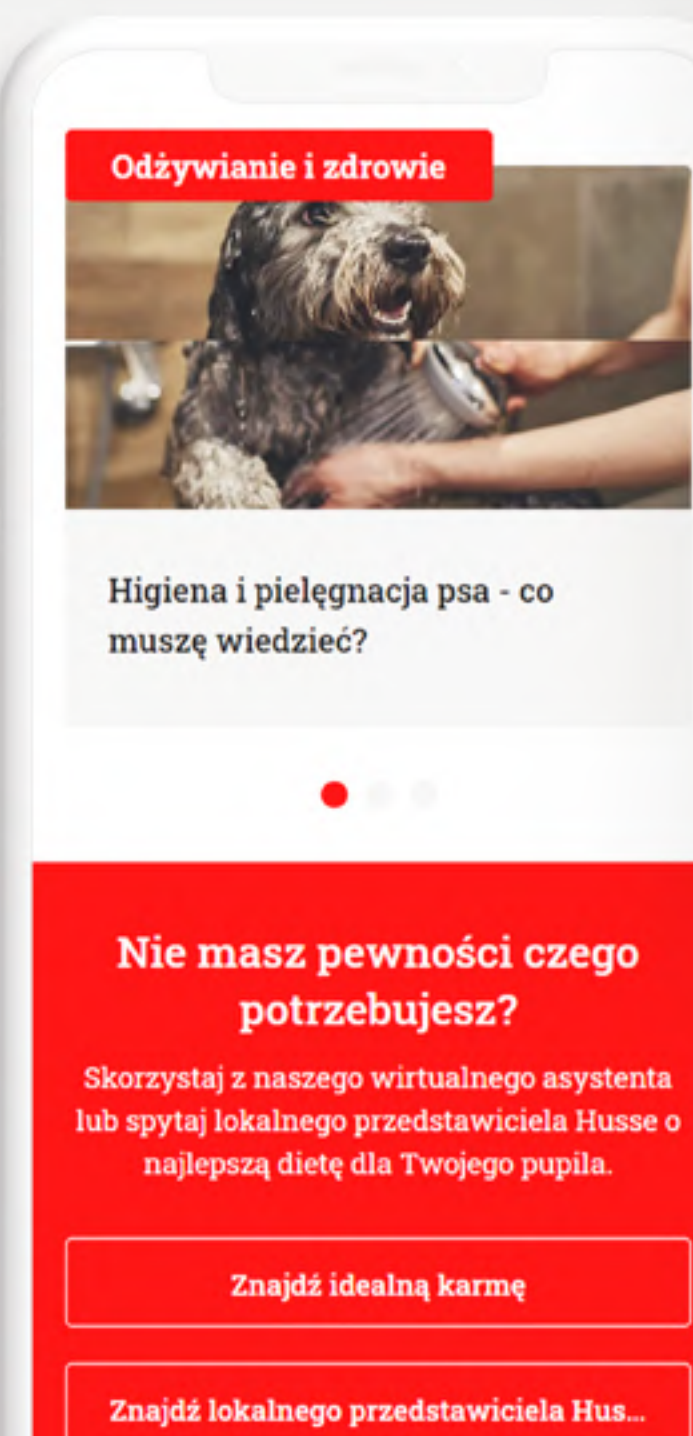 Odżywianie i zdrowie
Higiena i pielęgnacja psa - co
muszę wiedzieć?
Nie masz pewności czego
potrzebujesz?
Skorzystaj z naszego wirtualnego asystenta
lub spytaj lokalnego przedstawiciela Husse o
najlepszą dietę dla Twojego pupila.
Znajdź idealną karmę
Znajdź lokalnego przedstawiciela Hus...